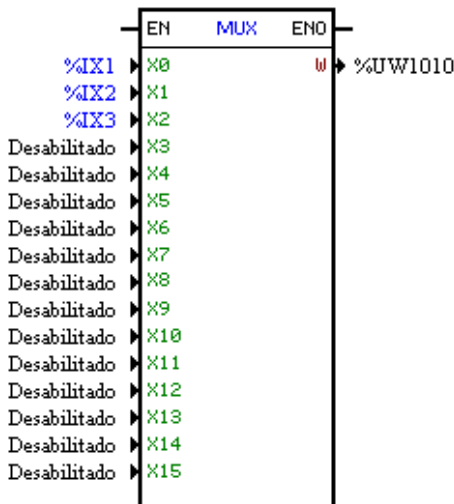 EN MUX ENO
%IX1 X0 W %UW1010
%IX2 X1
%IX3 X2
Desabilitado X3
Desabilitado X4
Desabilitado X5
Desabilitado X6
Desabilitado X7
Desabilitado X8
Desabilitado X9
Desabilitado X10
Desabilitado X11
Desabilitado X12
Desabilitado X13
Desabilitado X14
Desabilitado X15